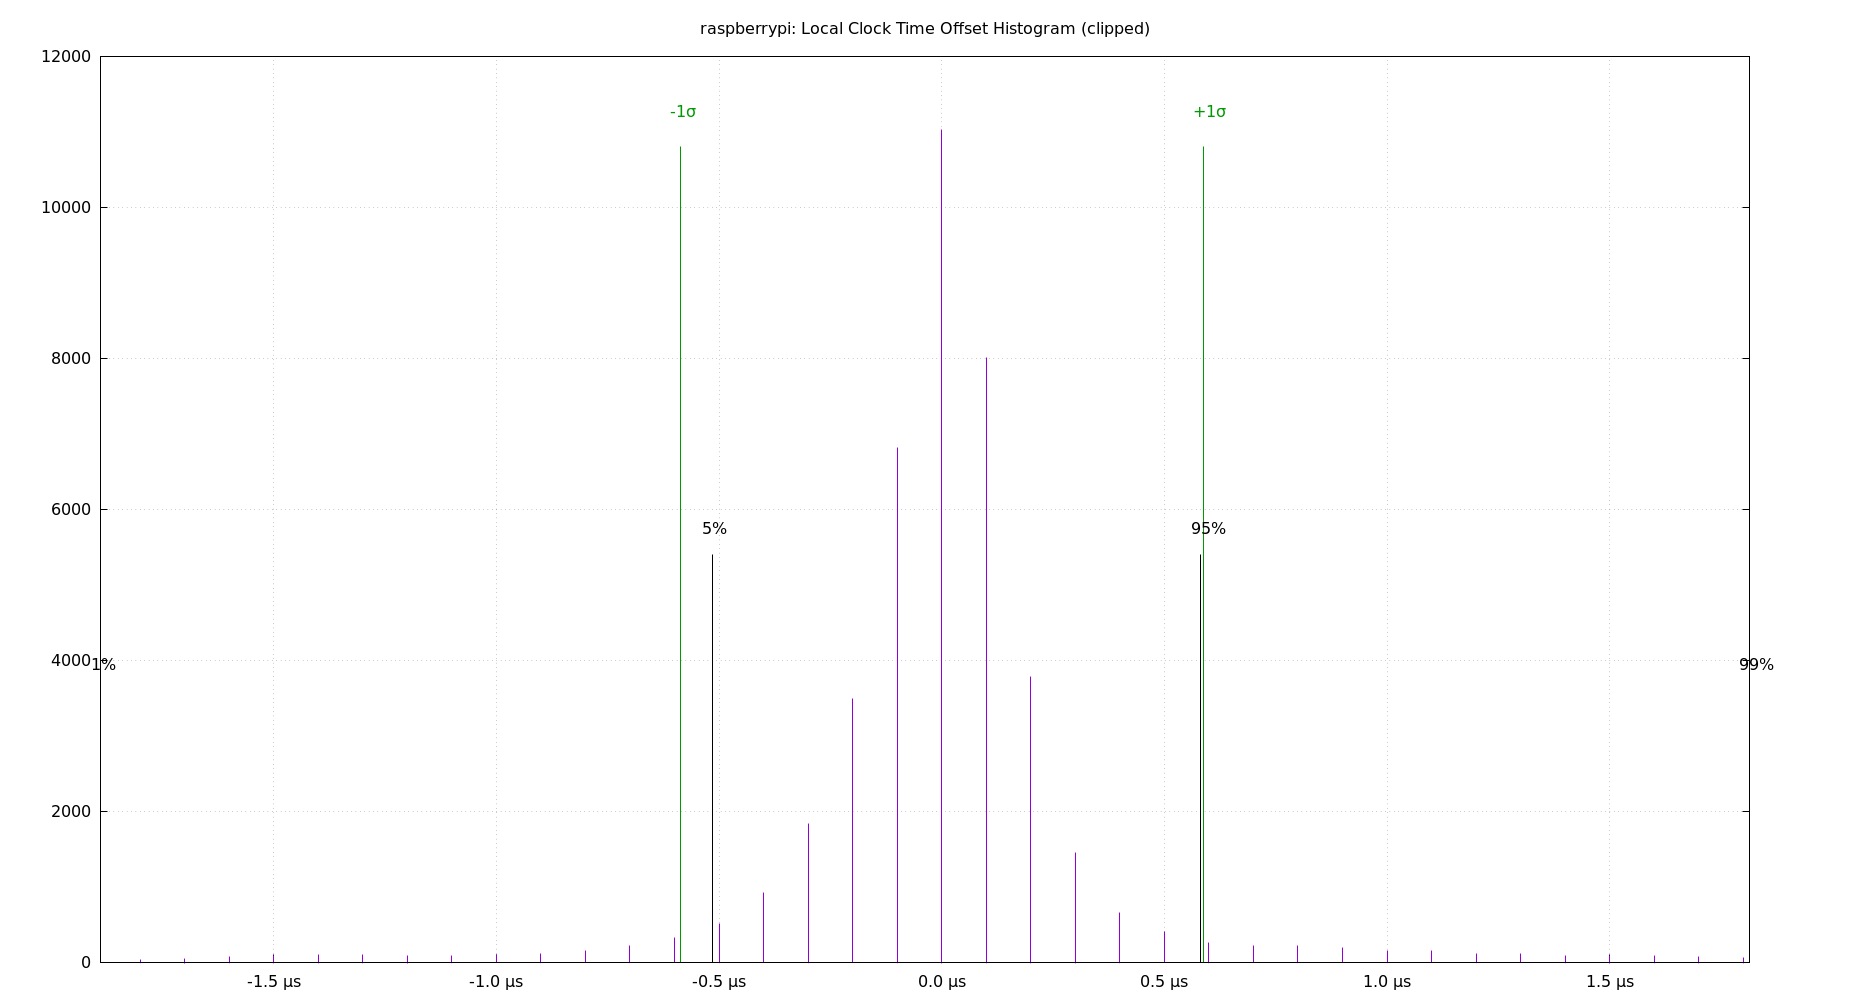 raspberrypi: Local Clock Time Offset Histogram (clipped)
12000
-1σ
+1σ
10000
8000
6000
5%
95%
4000
1%
99%
2000
0
-1.5 µs
-1.0 µs
-0.5 µs
0.0 µs
0.5 µs
1.0 µs
1.5 µs